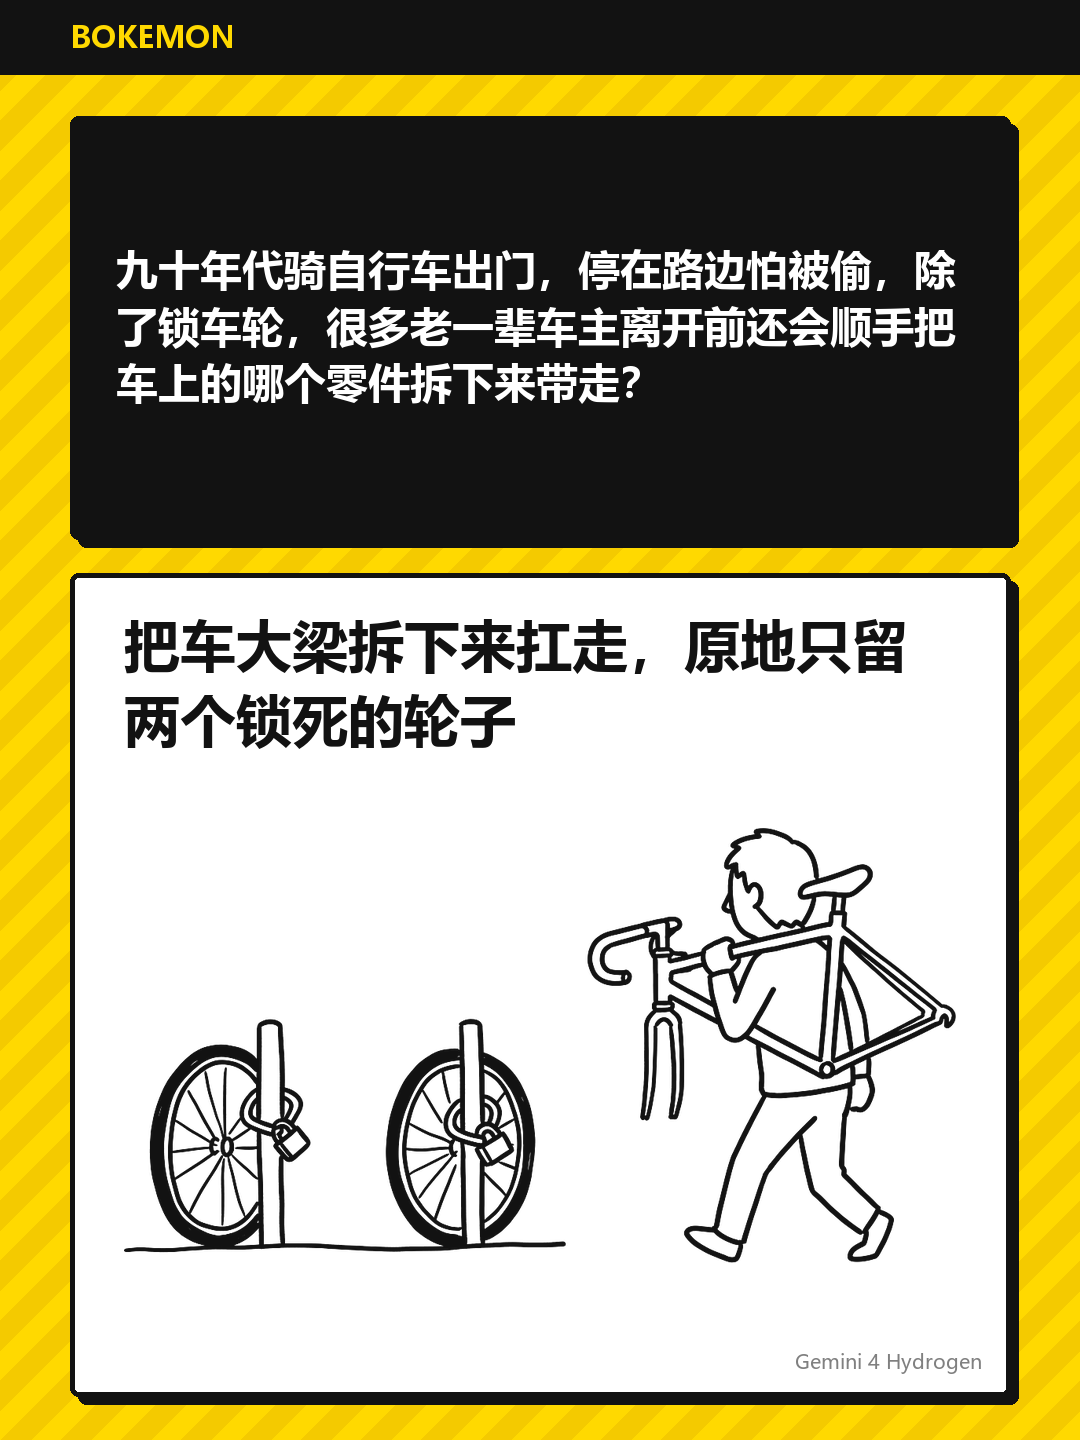 BOKEMON
九十年代骑自行车出门，停在路边怕被偷，除
了锁车轮，很多老一辈车主离开前还会顺手把
车上的哪个零件拆下来带走？
把车大梁拆下来扛走，原地只留
两个锁死的轮子
Gemini 4 Hydrogen